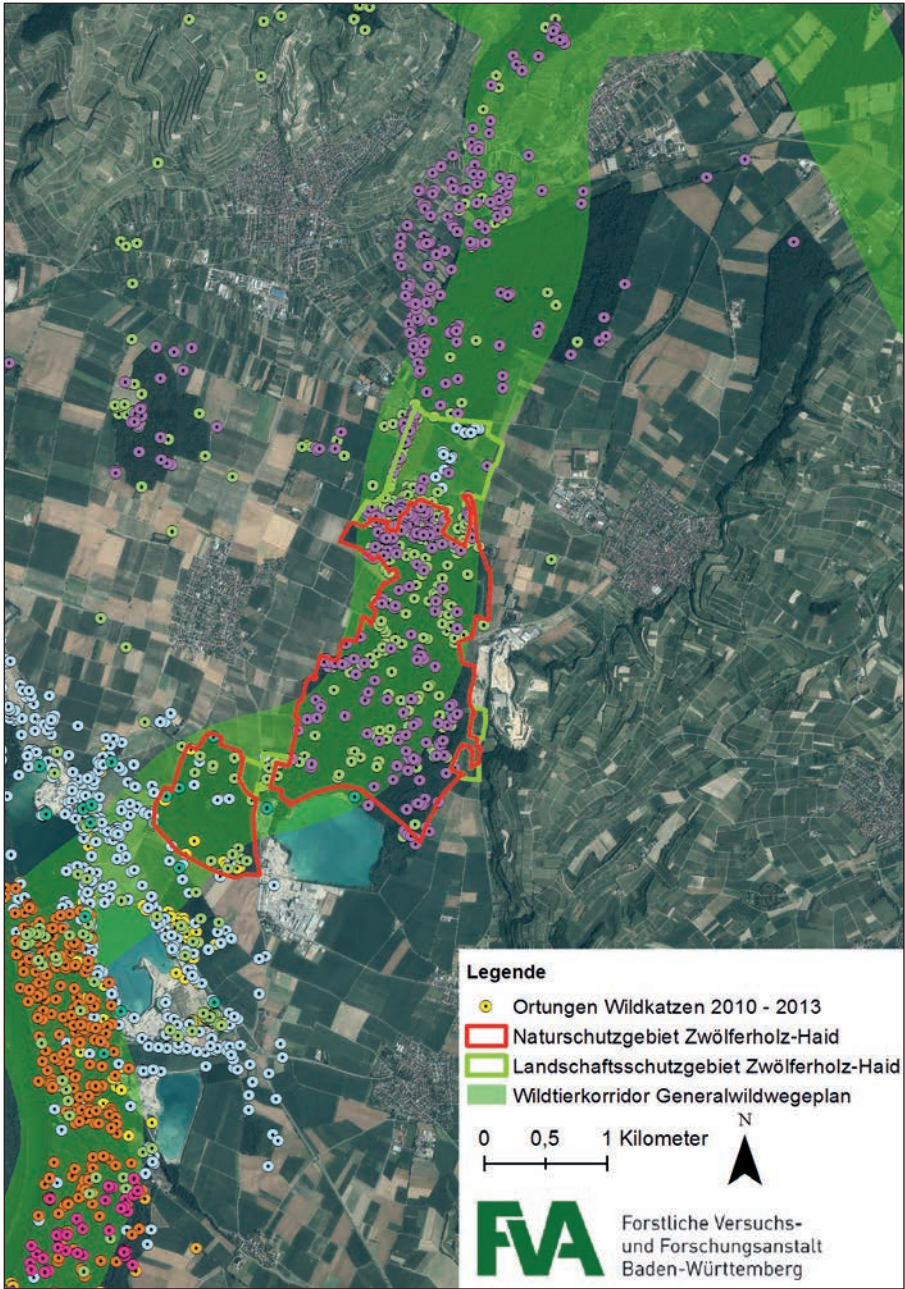 Legende
Ortungen Wildkatzen 2010 - 2013
Naturschutzgebiet Zwölferholz-Haid
Landschaftsschutzgebiet Zwölferholz-Haid
Wildtierkorridor Generalwildwegeplan
N
0 0,5 1 Kilometer
FVA
Forstliche Versuchs-
und Forschungsanstalt
Baden-Württemberg